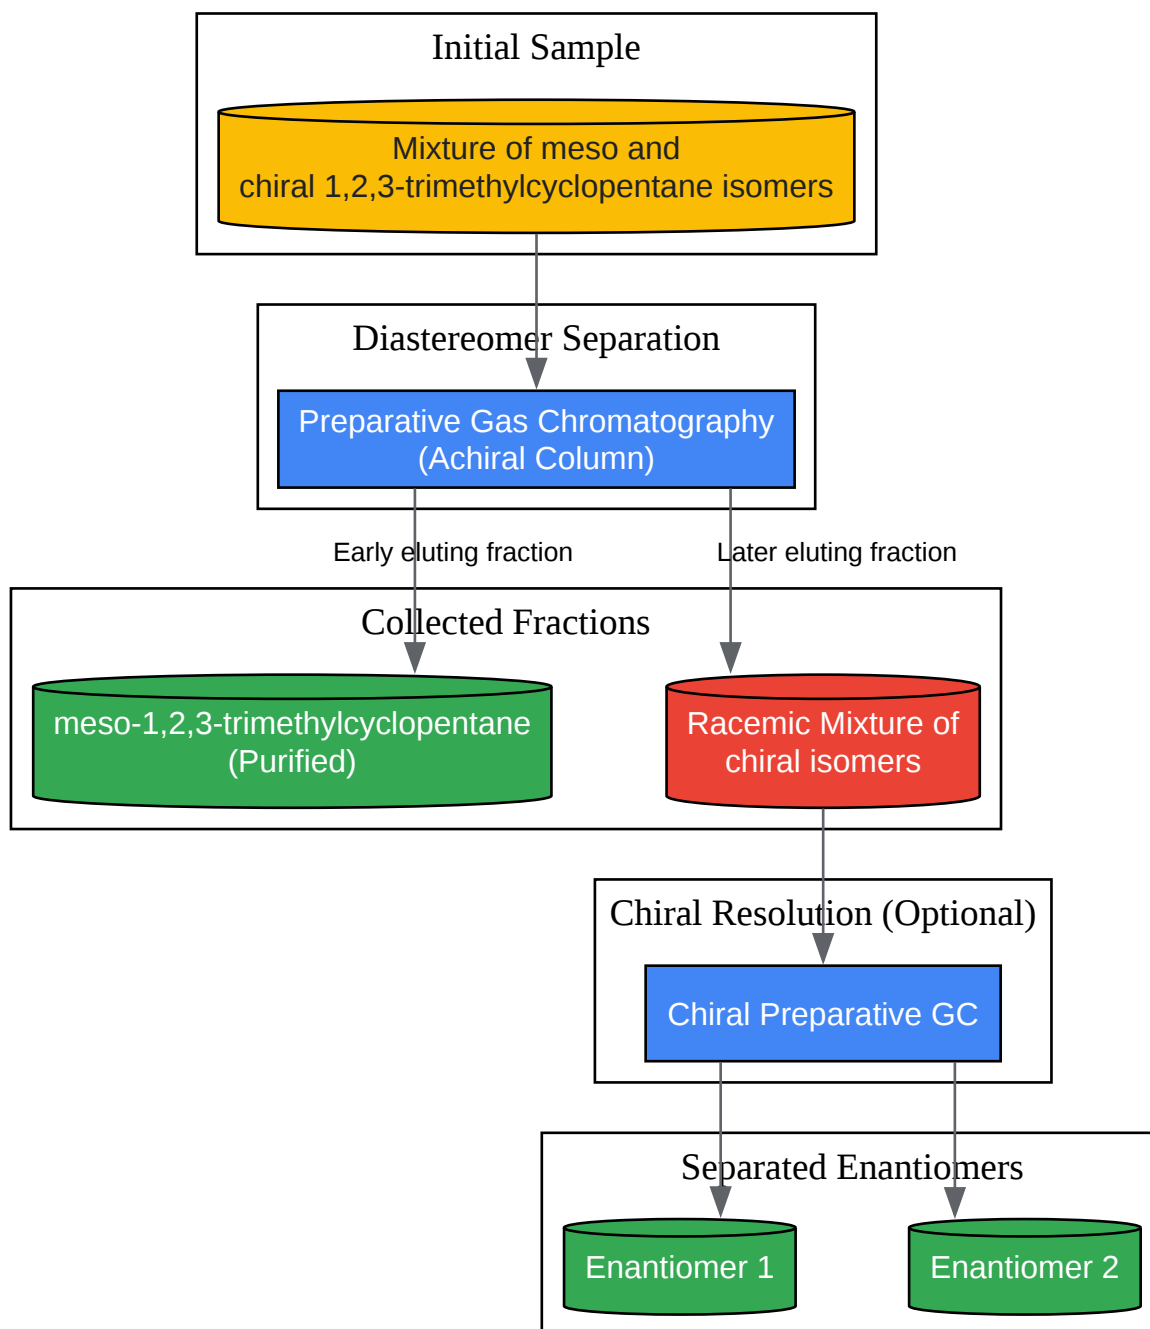 Initial Sample
Mixture of meso and
chiral 1,2,3-trimethylcyclopentane isomers
Diastereomer Separation
Preparative Gas Chromatography
(Achiral Column)
Early eluting fraction
Later eluting fraction
Collected Fractions
meso-1,2,3-trimethylcyclopentane
(Purified)
Racemic Mixture of
chiral isomers
Chiral Resolution (Optional)
Chiral Preparative GC
Separated Enantiomers
Enantiomer 1
Enantiomer 2